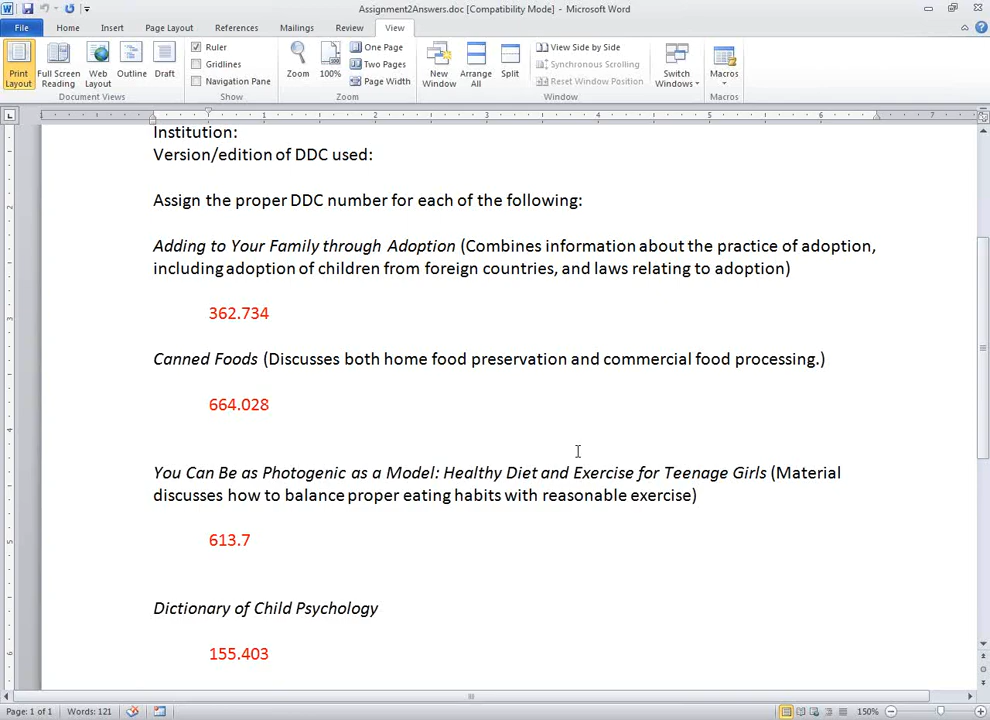 Assignment2Answers.doc [Compatibility Mode] - Microsoft Word
File Home Insert Page Layout References Mailings Review View
Print Layout
Full Screen Reading
Web Layout
Outline
Draft
Document Views
Ruler
Gridlines
Navigation Pane
Show
Zoom
100%
One Page
Two Pages
Page Width
Zoom
New Window
Arrange All
Split
View Side by Side
Synchronous Scrolling
Reset Window Position
Window
Switch Windows
Macros
Macros
1 2 3 4 5 6 7
Institution:
Version/edition of DDC used:
Assign the proper DDC number for each of the following:
Adding to Your Family through Adoption (Combines information about the practice of adoption,
including adoption of children from foreign countries, and laws relating to adoption)
362.734
Canned Foods (Discusses both home food preservation and commercial food processing.)
664.028
You Can Be as Photogenic as a Model: Healthy Diet and Exercise for Teenage Girls (Material
discusses how to balance proper eating habits with reasonable exercise)
613.7
Dictionary of Child Psychology
155.403
Page: 1 of 1 Words: 121 150%